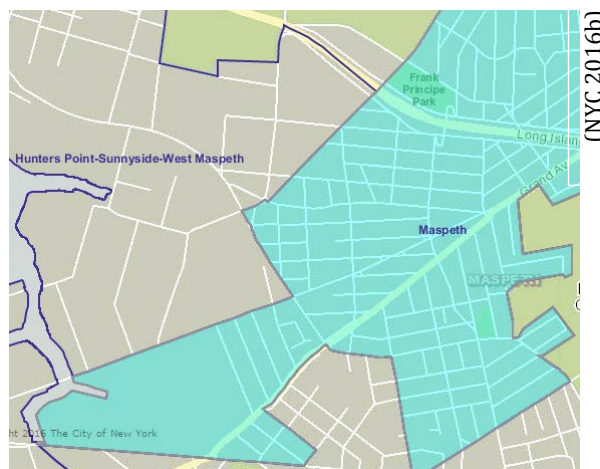 (NYC 2016b)
Frank
Principe
Park
Long Islan
Grand Av
Hunters Point-Sunnyside-West Maspeth
Maspeth
MASPETH
ht 2016 The City of New York